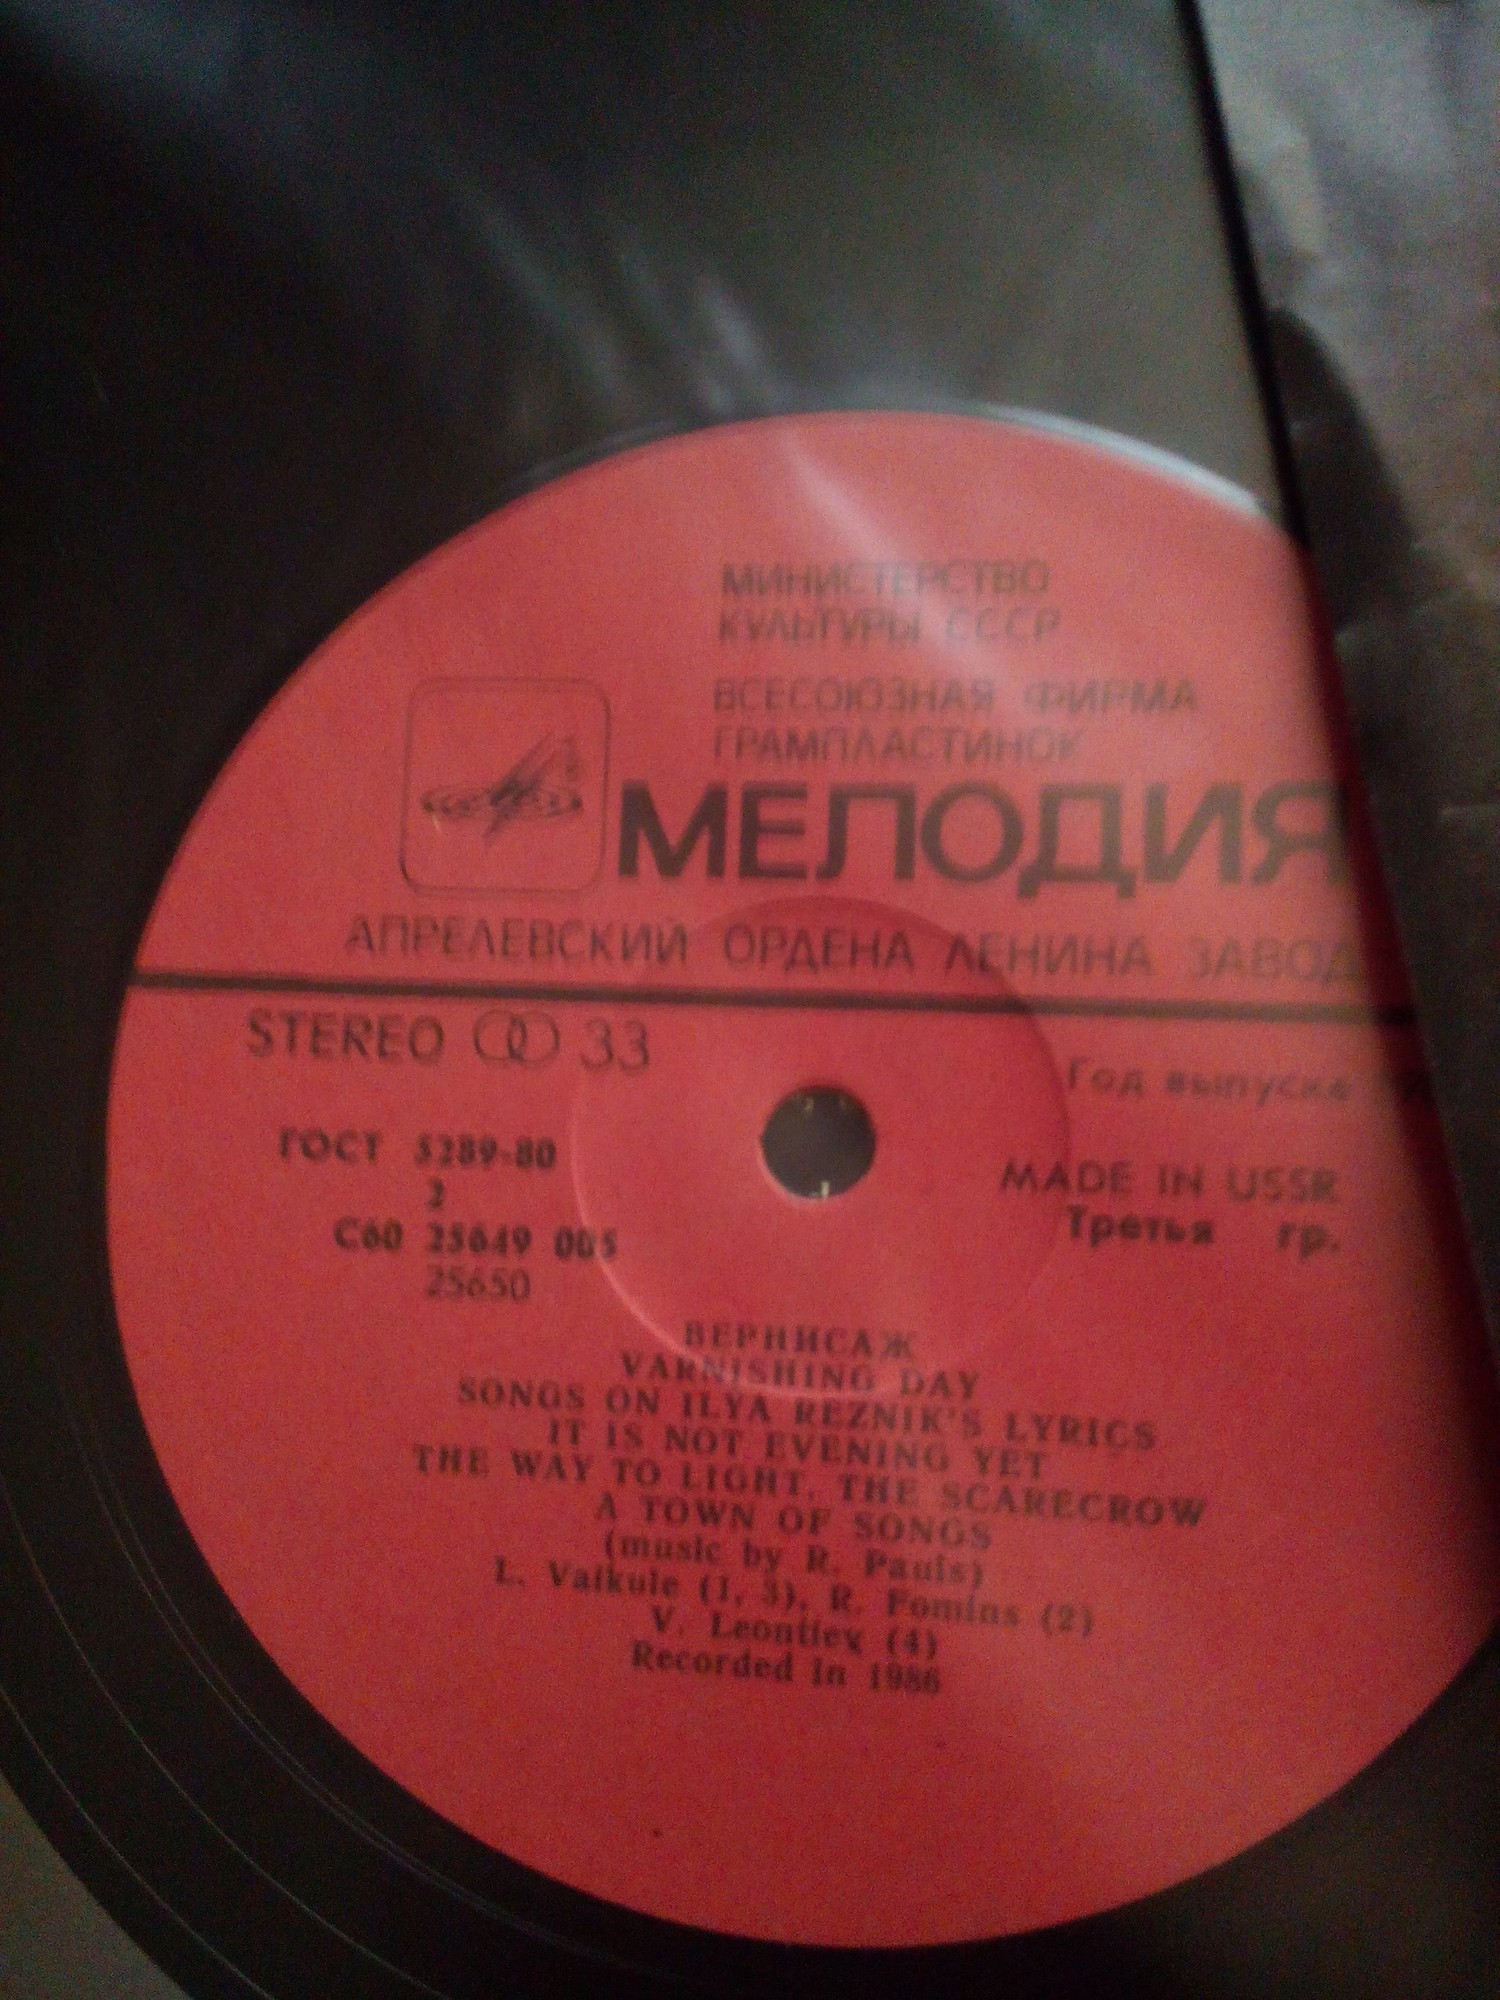 МИНИСТЕРСТВО
КУЛЬТУРЫ СССР
ВСЕСОЮЗНАЯ ФИРМА
ГРАМПЛАСТИНОК
МЕЛОДИЯ
АПРЕЛЕВСКИЙ ОРДЕНА ЛЕНИНА ЗАВОД
STEREO 33
Год выпуска
ГОСТ 5289-80
MADE IN USSR
2
Третья гр.
С60 25649 005
25650
ВЕРНИСАЖ
VARNISHING DAY
SONGS ON ILYA REZNIK'S LYRICS
IT IS NOT EVENING YET
THE WAY TO LIGHT, THE SCARECROW
A TOWN OF SONGS
(music by R. Pauls)
L. Vaikule (1, 3), R. Fomins (2)
V. Leontiev (4)
Recorded in 1986